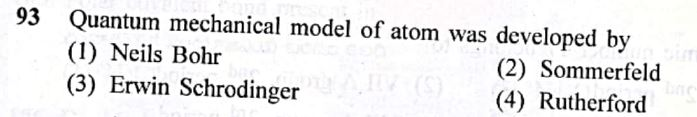 93 Quantum mechanical model of atom was developed by
(1) Neils Bohr
(2) Sommerfeld
(3) Erwin Schrodinger
(4) Rutherford